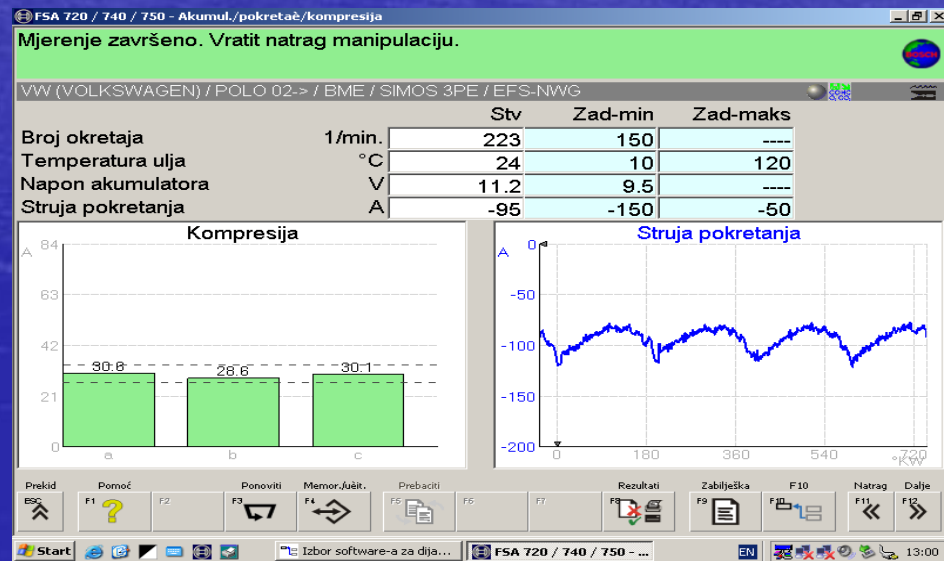 FSA 720 / 740 / 750 - Akumul./pokretaè/kompresija
Mjerenje završeno. Vratit natrag manipulaciju.
BOSCH
VW (VOLKSWAGEN) / POLO 02-> / BME / SIMOS 3PE / EFS-NWG
Stv Zad-min Zad-maks
Broj okretaja 1/min. 223 150 ----
Temperatura ulja °C 24 10 120
Napon akumulatora V 11.2 9.5 ----
Struja pokretanja A -95 -150 -50
Kompresija
A
84
63
42
21
0
30.8 28.6 30.1
a b c
Struja pokretanja
A
0
-50
-100
-150
-200
0 180 360 540 720
°KW
Prekid Pomoć Ponoviti Memor./uèit. Prebaciti Rezultati Zabilješka F10 Natrag Dalje
ESC F1 F2 F3 F4 F5 F6 F7 F8 F9 F10 F11 F12
Start Izbor software-a za dija... FSA 720 / 740 / 750 - ... EN 13:00